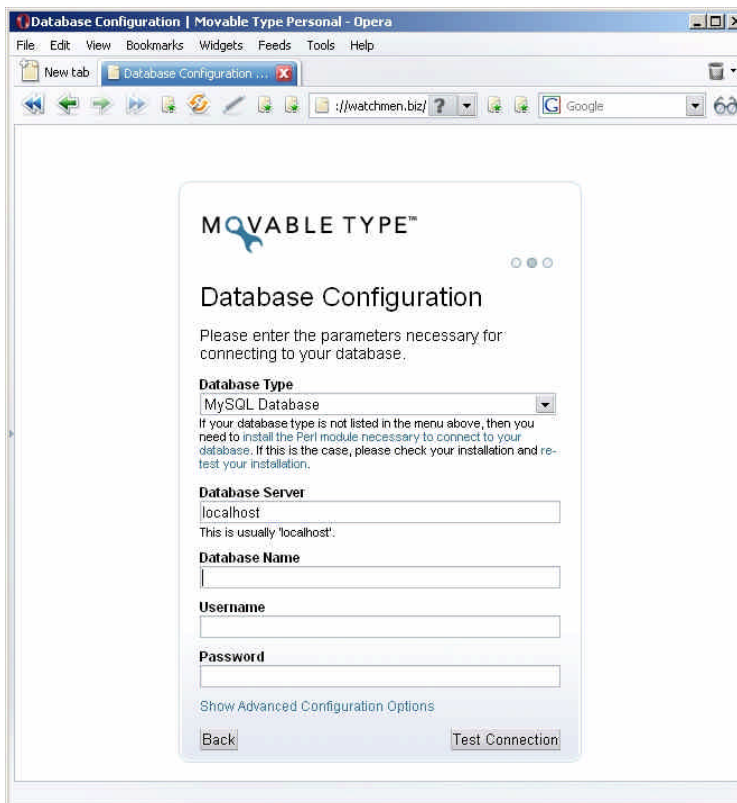 Database Configuration | Movable Type Personal - Opera
File Edit View Bookmarks Widgets Feeds Tools Help
New tab Database Configuration ...
://watchmen.biz/ ? Google
MOVABLE TYPE™
Database Configuration
Please enter the parameters necessary for
connecting to your database.
Database Type
MySQL Database
If your database type is not listed in the menu above, then you
need to install the Perl module necessary to connect to your
database. If this is the case, please check your installation and re-
test your installation.
Database Server
localhost
This is usually 'localhost'.
Database Name
Username
Password
Show Advanced Configuration Options
Back Test Connection